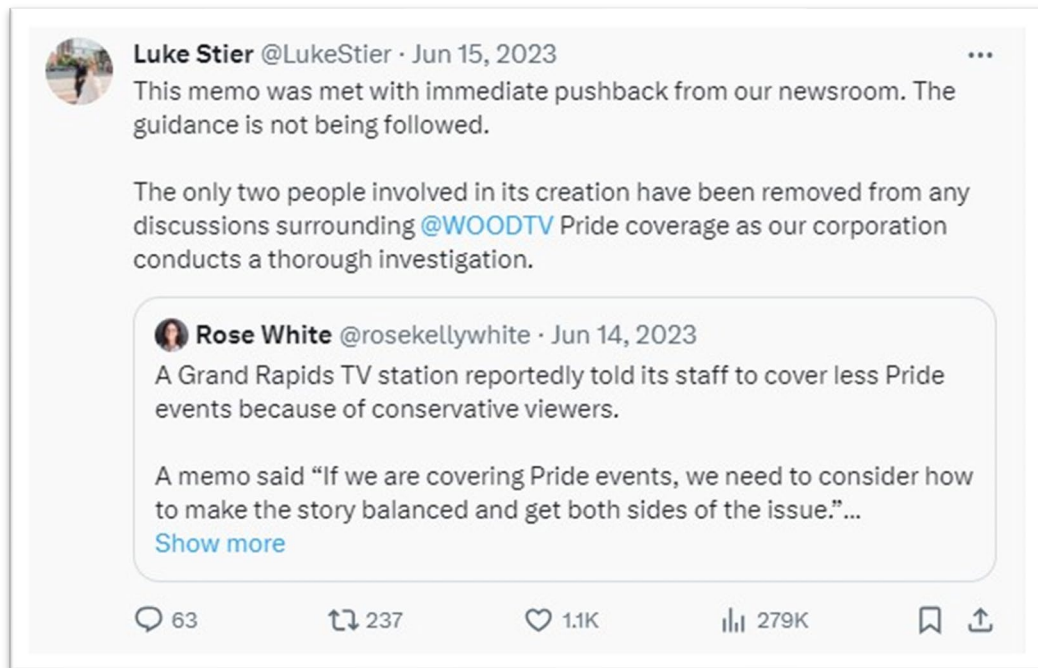 Luke Stier @LukeStier · Jun 15, 2023
This memo was met with immediate pushback from our newsroom. The
guidance is not being followed.
The only two people involved in its creation have been removed from any
discussions surrounding @WOODTV Pride coverage as our corporation
conducts a thorough investigation.
Rose White @rosekellywhite · Jun 14, 2023
A Grand Rapids TV station reportedly told its staff to cover less Pride
events because of conservative viewers.
A memo said “If we are covering Pride events, we need to consider how
to make the story balanced and get both sides of the issue.”...
Show more
63 237 1.1K 279K